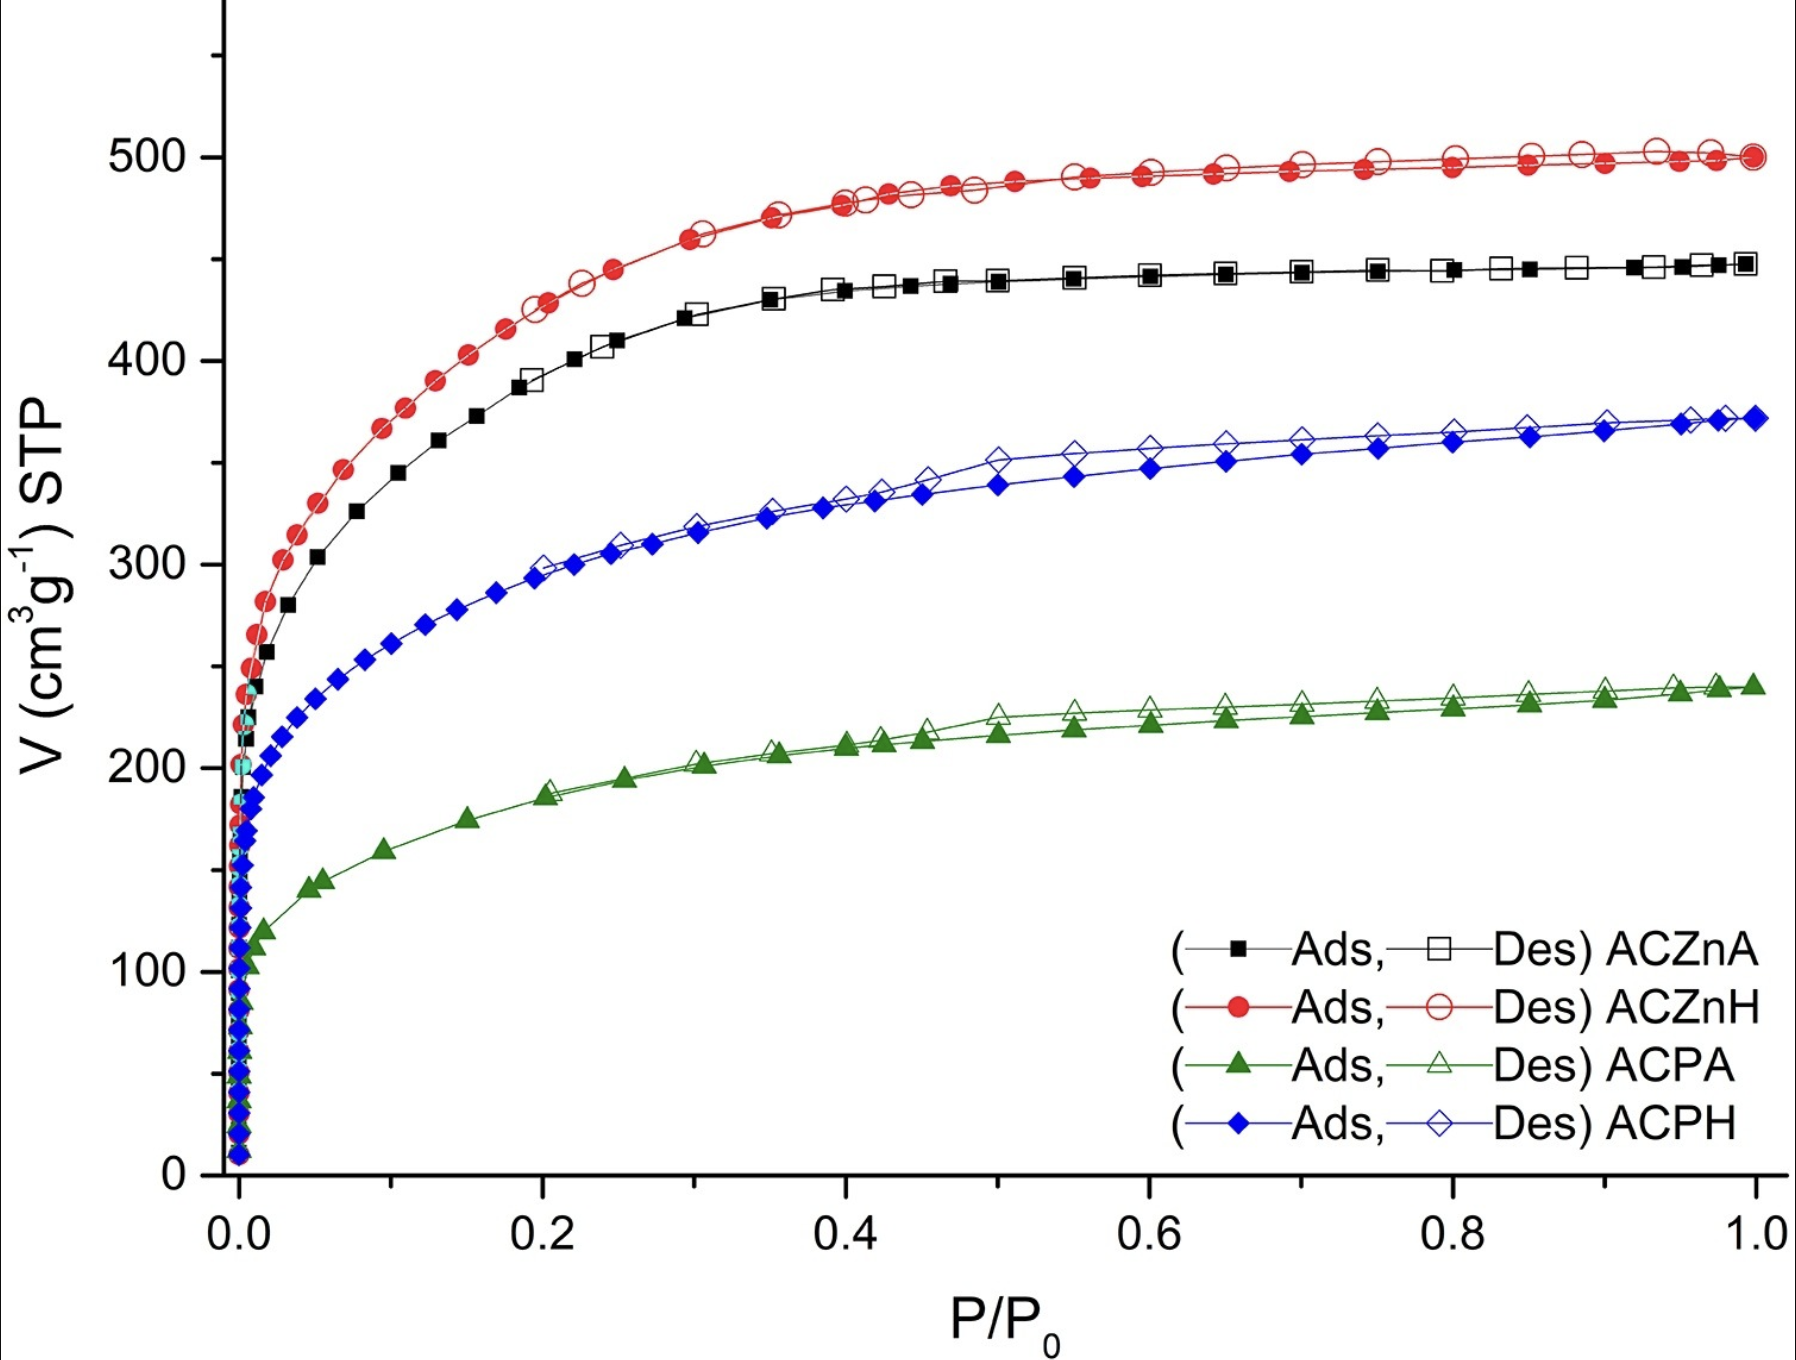 500
400
300
200
100
0
V (cm³g⁻¹) STP
0.0 0.2 0.4 0.6 0.8 1.0
P/P₀
( Ads, Des) ACZnA
( Ads, Des) ACZnH
( Ads, Des) ACPA
( Ads, Des) ACPH